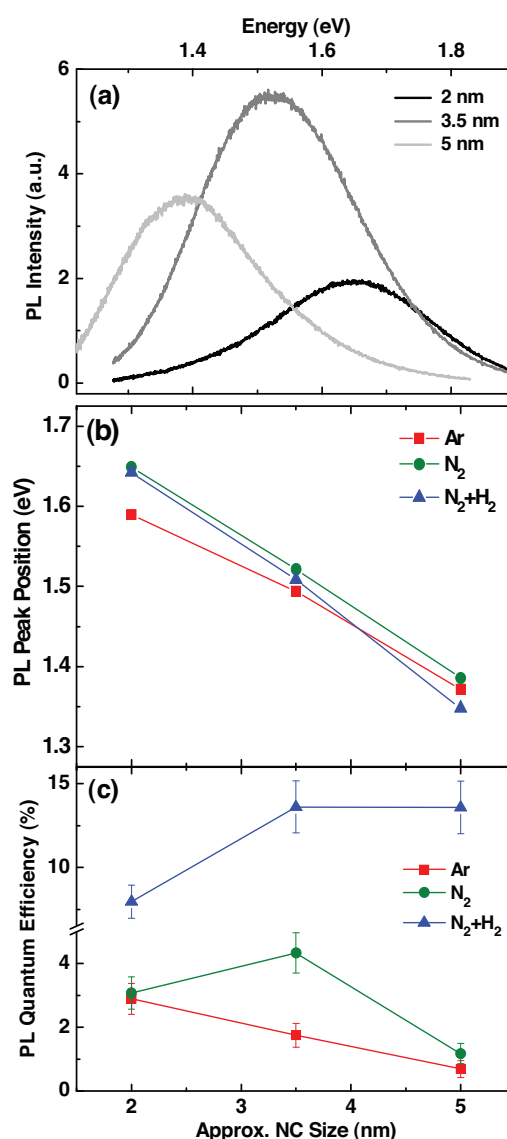 Energy (eV)
1.4 1.6 1.8
(a)
2 nm
3.5 nm
5 nm
6
4
2
0
PL Intensity (a.u.)
(b)
Ar
N₂
N₂+H₂
1.7
1.6
1.5
1.4
1.3
PL Peak Position (eV)
(c)
Ar
N₂
N₂+H₂
15
10
4
2
0
PL Quantum Efficiency (%)
2 3 4 5
Approx. NC Size (nm)